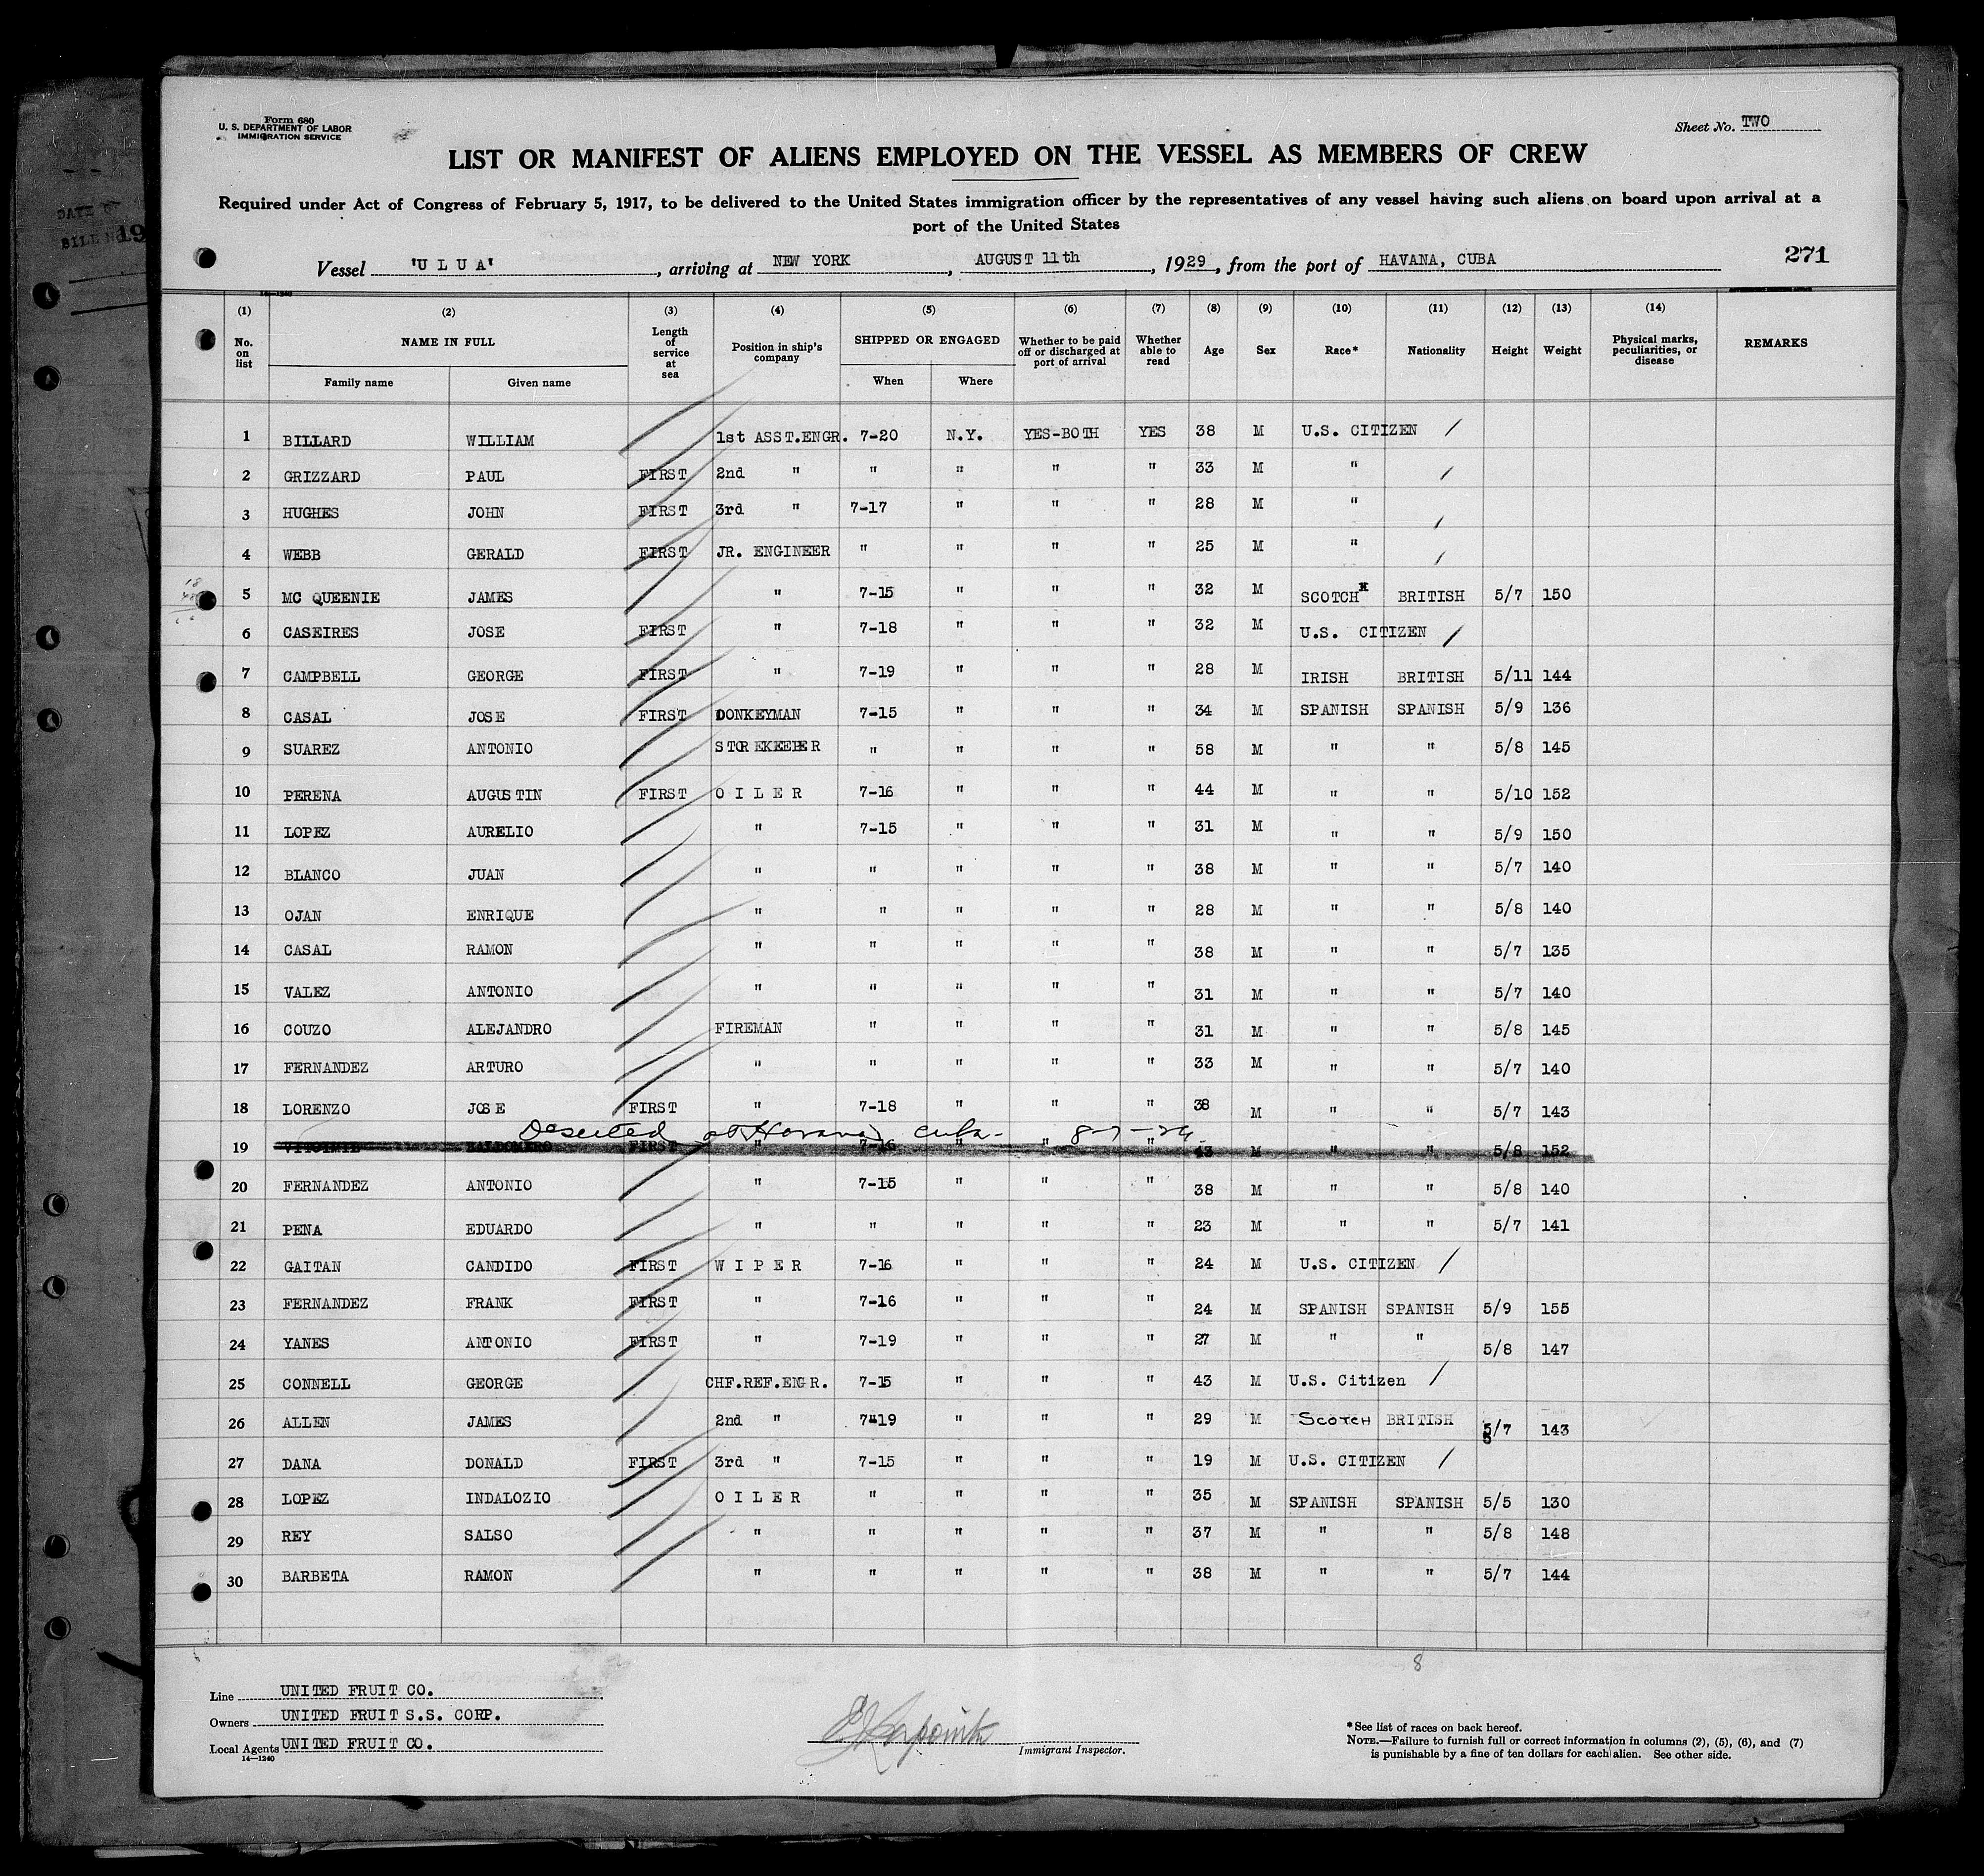 Form 680
U. S. DEPARTMENT OF LABOR
IMMIGRATION SERVICE
Sheet No. TWO
LIST OR MANIFEST OF ALIENS EMPLOYED ON THE VESSEL AS MEMBERS OF CREW
Required under Act of Congress of February 5, 1917, to be delivered to the United States immigration officer by the representatives of any vessel having such aliens on board upon arrival at a
port of the United States
Vessel 'U L U A', arriving at NEW YORK, AUGUST 11th, 1929, from the port of HAVANA, CUBA 271
(1) (2) (3) (4) (5) (6) (7) (8) (9) (10) (11) (12) (13) (14)
No. on list NAME IN FULL Length of service at sea Position in ship's company SHIPPED OR ENGAGED Whether to be paid off or discharged at port of arrival Whether able to read Age Sex Race* Nationality Height Weight Physical marks, peculiarities, or disease REMARKS
Family name Given name When Where
1 BILLARD WILLIAM 1st ASST.ENGR. 7-20 N.Y. YES-BOTH YES 38 M U.S. CITIZEN /
2 GRIZZARD PAUL FIRST 2nd " " " " " 33 M " /
3 HUGHES JOHN FIRST 3rd " 7-17 " " " 28 M " /
4 WEBB GERALD FIRST JR. ENGINEER " " " " 25 M " /
5 MC QUEENIE JAMES " 7-15 " " " 32 M SCOTCH BRITISH 5/7 150
6 CASEIRES JOSE FIRST " 7-18 " " " 32 M U.S. CITIZEN /
7 CAMPBELL GEORGE FIRST " 7-19 " " " 28 M IRISH BRITISH 5/11 144
8 CASAL JOSE FIRST DONKEYMAN 7-15 " " " 34 M SPANISH SPANISH 5/9 136
9 SUAREZ ANTONIO STOREKEEPER " " " " 58 M " " 5/8 145
10 PERENA AUGUSTIN FIRST O I L E R 7-16 " " " 44 M " " 5/10 152
11 LOPEZ AURELIO " 7-15 " " " 31 M " " 5/9 150
12 BLANCO JUAN " " " " " 38 M " " 5/7 140
13 OJAN ENRIQUE " " " " " 28 M " " 5/8 140
14 CASAL RAMON " " " " " 38 M " " 5/7 135
15 VALEZ ANTONIO " " " " " 31 M " " 5/7 140
16 COUZO ALEJANDRO FIREMAN " " " " 31 M " " 5/8 145
17 FERNANDEZ ARTURO " " " " " 33 M " " 5/7 140
18 LORENZO JOSE FIRST " 7-18 " " " 38 M " " 5/7 143
Deserted at Havana Cuba - 8-7-29
19 BALDOMERO FIRST " 7-16 " " " 43 M " " 5/8 152
20 FERNANDEZ ANTONIO " 7-15 " " " 38 M " " 5/8 140
21 PENA EDUARDO " " " " " 23 M " " 5/7 141
22 GAITAN CANDIDO FIRST W I P E R 7-16 " " " 24 M U.S. CITIZEN /
23 FERNANDEZ FRANK FIRST " 7-16 " " " 24 M SPANISH SPANISH 5/9 155
24 YANES ANTONIO FIRST " 7-19 " " " 27 M " " 5/8 147
25 CONNELL GEORGE CHF.REF.ENGR. 7-15 " " " 43 M U.S. Citizen /
26 ALLEN JAMES 2nd " 7-19 " " " 29 M SCOTCH BRITISH 5/7 143
27 DANA DONALD FIRST 3rd " 7-15 " " " 19 M U.S. CITIZEN /
28 LOPEZ INDALOZIO O I L E R " " " " 35 M SPANISH SPANISH 5/5 130
29 REY SALSO " " " " " 37 M " " 5/8 148
30 BARBETA RAMON " " " " " 38 M " " 5/7 144
8
Line UNITED FRUIT CO.
Owners UNITED FRUIT S.S. CORP.
Local Agents UNITED FRUIT CO.
14—1240
Immigrant Inspector.
*See list of races on back hereof.
NOTE.—Failure to furnish full or correct information in columns (2), (5), (6), and (7)
is punishable by a fine of ten dollars for each alien. See other side.